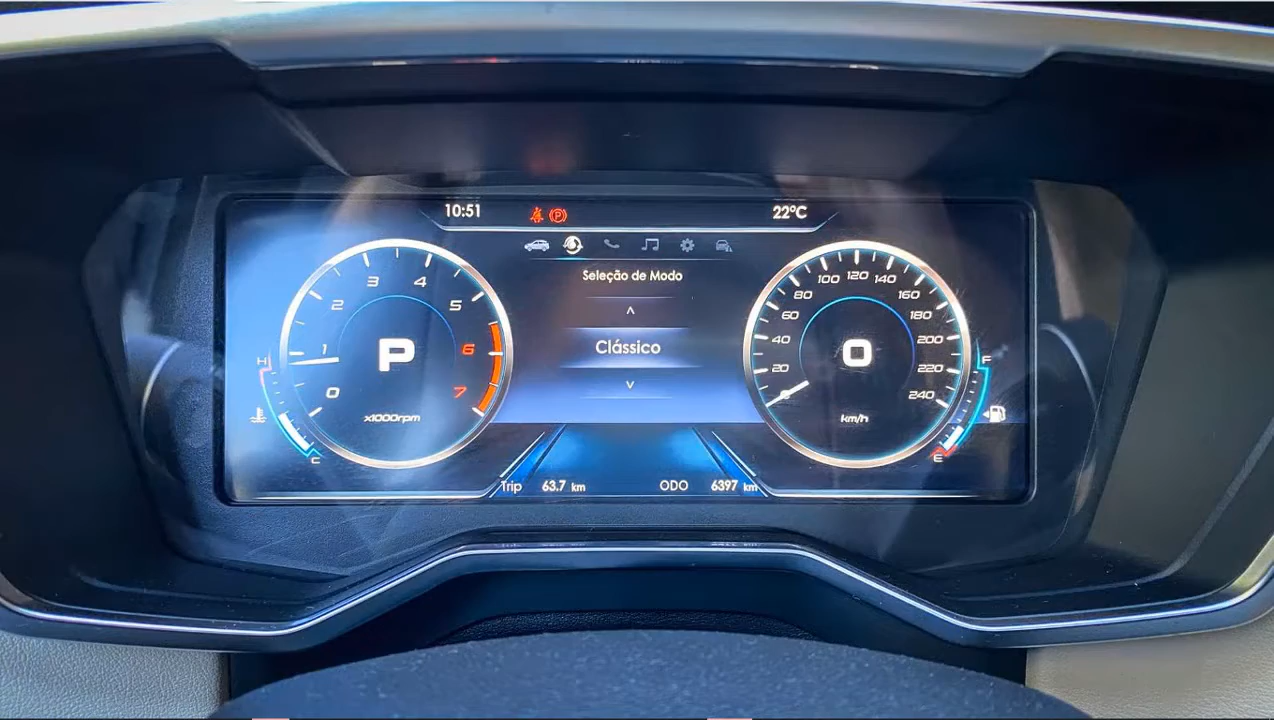 10:51 22°C
Seleção de Modo
Clássico
0 1 2 3 4 5 6 7
P
x1000rpm
H
C
0 20 40 60 80 100 120 140 160 180 200 220 240
0
km/h
F
E
Trip 63.7 km ODO 6397 km